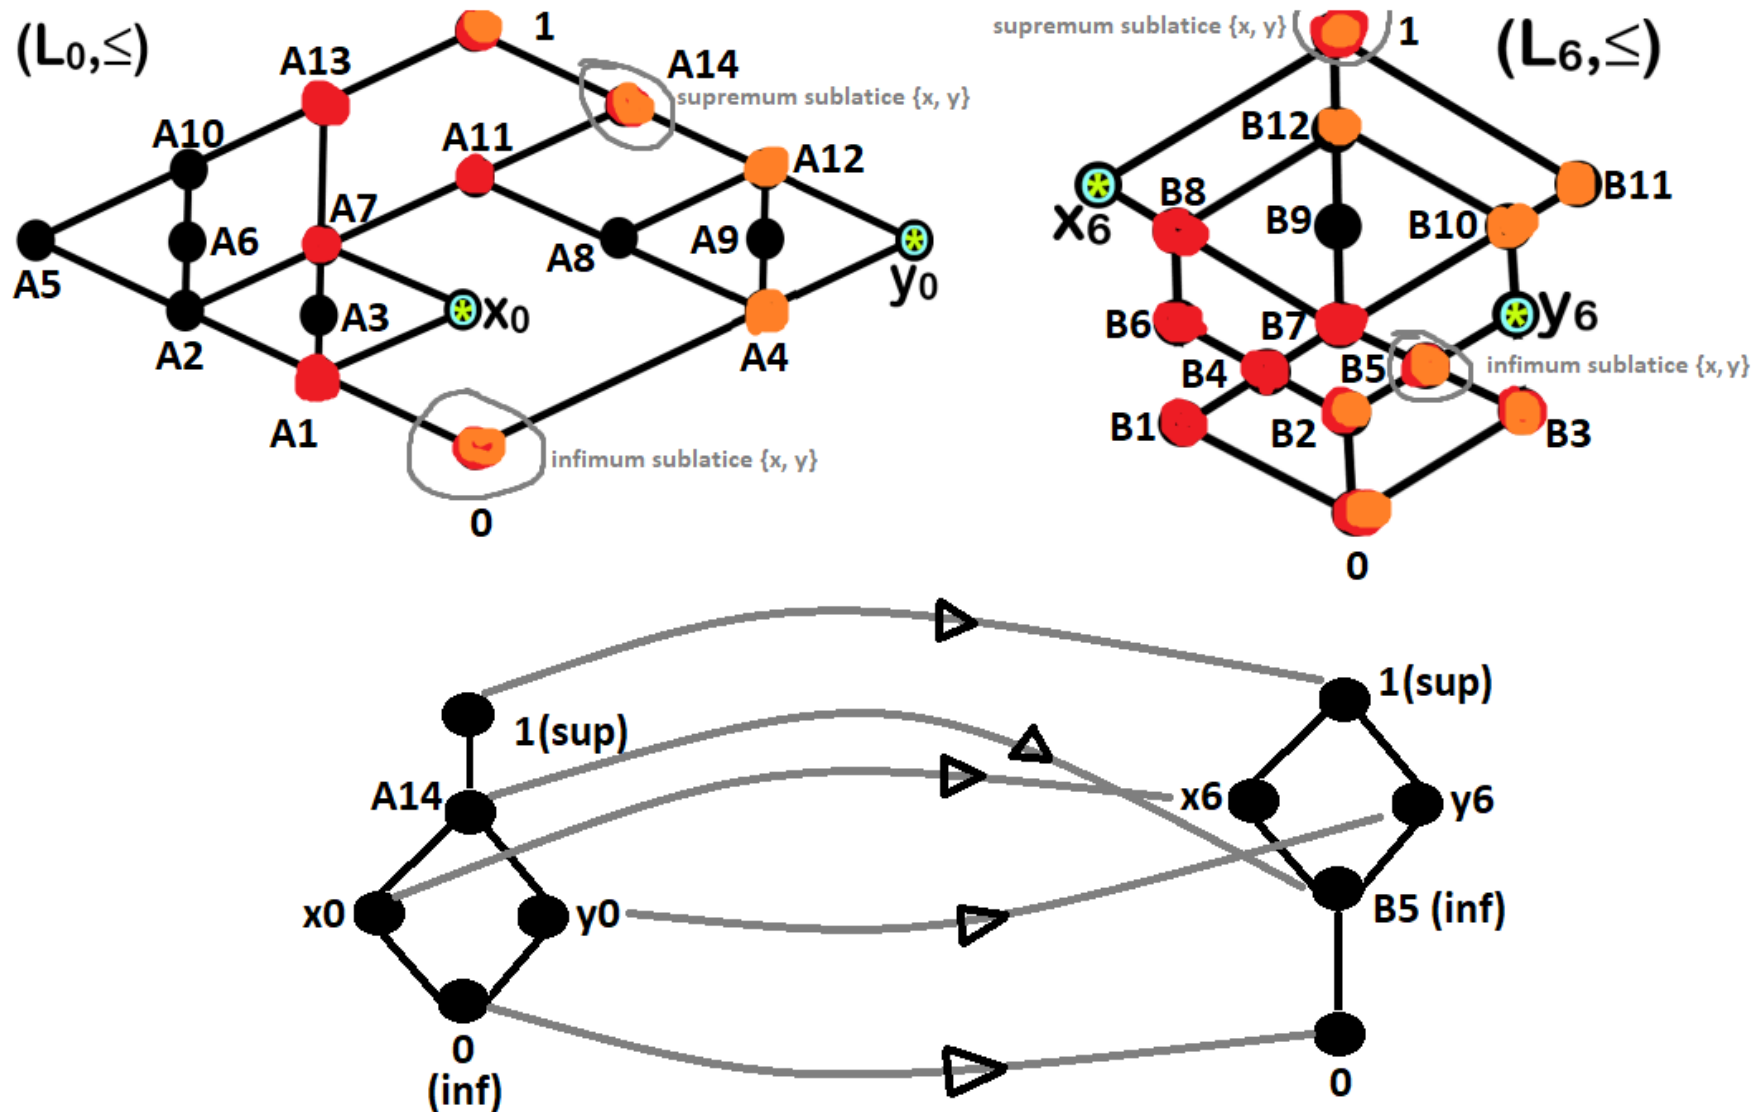 (L₀,≤)
1
A13
A14
supremum sublatice {x, y}
A10
A11
A12
A7
A6
A9
A8
A5
y₀
A3
x₀
A2
A4
A1
infimum sublatice {x, y}
0
supremum sublatice {x, y}
1
(L₆,≤)
B12
B11
B8
x₆
B9
B10
B6
B7
y₆
B4
B5
infimum sublatice {x, y}
B1
B2
B3
0
1(sup)
A14
x0
y0
0
(inf)
1(sup)
x6
y6
B5 (inf)
0